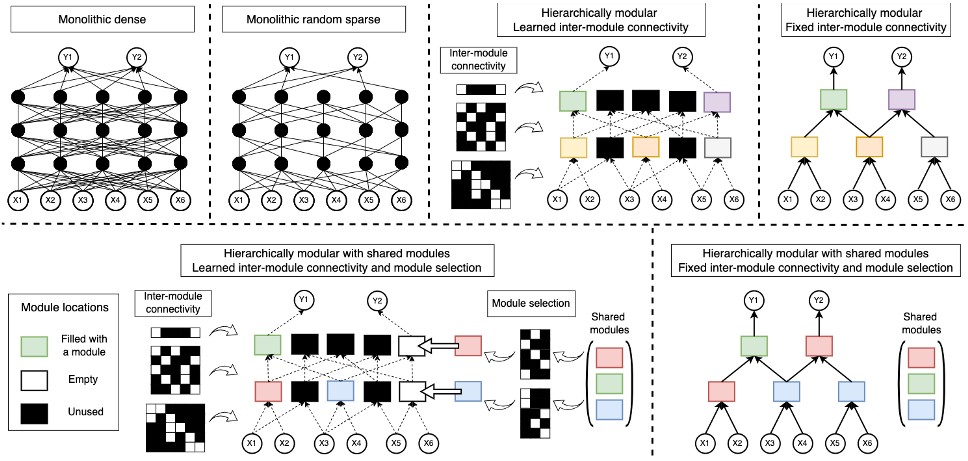 Monolithic dense
Y1 Y2
X1 X2 X3 X4 X5 X6
Monolithic random sparse
Y1 Y2
X1 X2 X3 X4 X5 X6
Hierarchically modular
Learned inter-module connectivity
Inter-module
connectivity
Y1 Y2
X1 X2 X3 X4 X5 X6
Hierarchically modular
Fixed inter-module connectivity
Y1 Y2
X1 X2 X3 X4 X5 X6
Hierarchically modular with shared modules
Learned inter-module connectivity and module selection
Module locations
Filled with
a module
Empty
Unused
Inter-module
connectivity
Y1 Y2
X1 X2 X3 X4 X5 X6
Module selection
Shared
modules
Hierarchically modular with shared modules
Fixed inter-module connectivity and module selection
Y1 Y2
X1 X2 X3 X4 X5 X6
Shared
modules